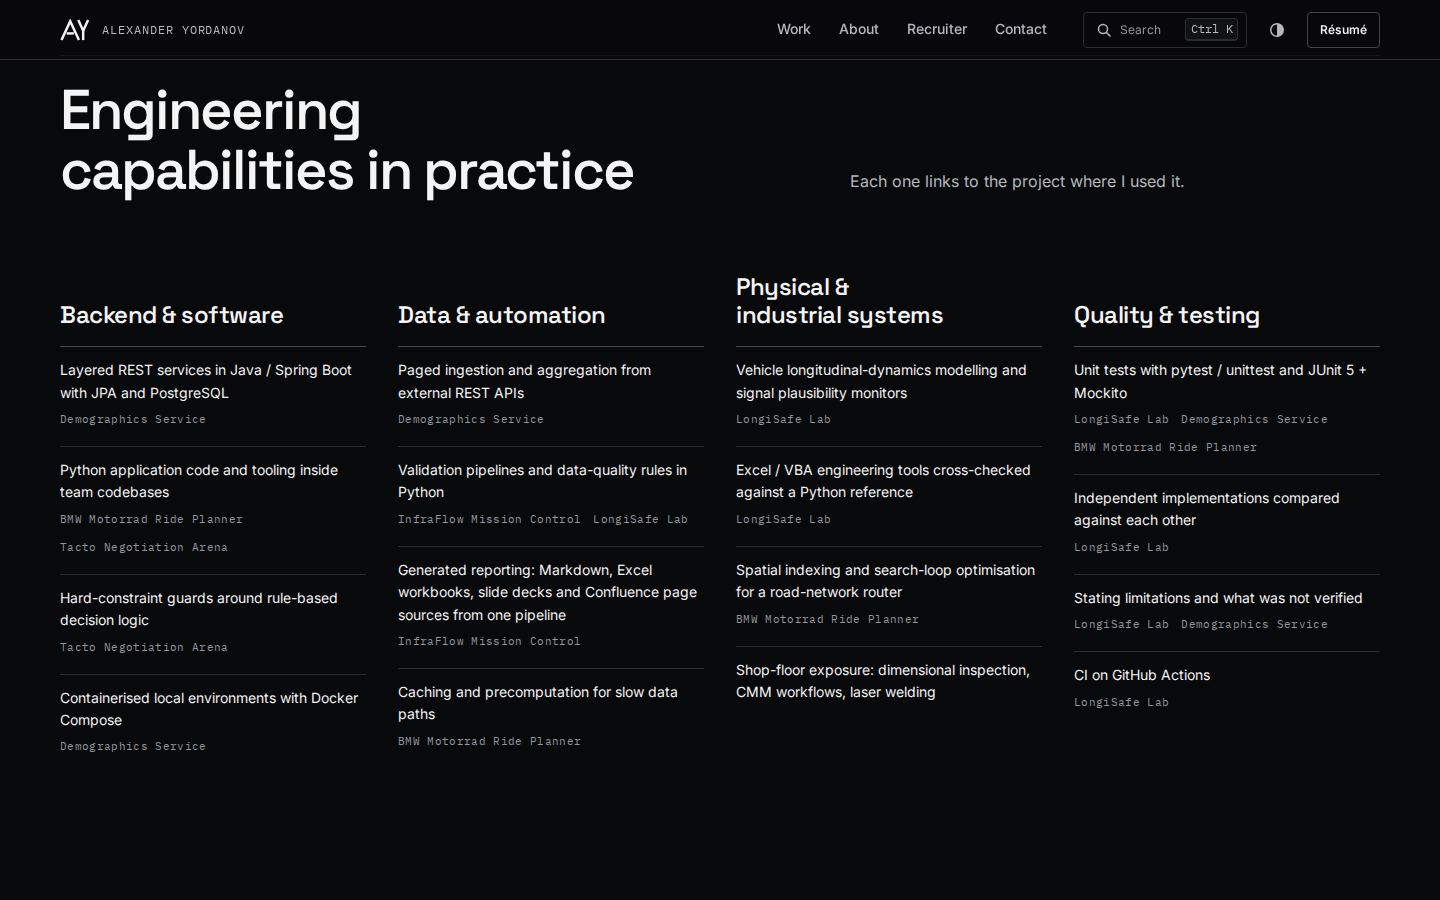 AY ALEXANDER YORDANOV
Work
About
Recruiter
Contact
Search
Ctrl K
Résumé
Engineering
capabilities in practice
Each one links to the project where I used it.
Backend & software
Layered REST services in Java / Spring Boot
with JPA and PostgreSQL
Demographics Service
Python application code and tooling inside
team codebases
BMW Motorrad Ride Planner
Tacto Negotiation Arena
Hard-constraint guards around rule-based
decision logic
Tacto Negotiation Arena
Containerised local environments with Docker
Compose
Demographics Service
Data & automation
Paged ingestion and aggregation from
external REST APIs
Demographics Service
Validation pipelines and data-quality rules in
Python
InfraFlow Mission Control LongiSafe Lab
Generated reporting: Markdown, Excel
workbooks, slide decks and Confluence page
sources from one pipeline
InfraFlow Mission Control
Caching and precomputation for slow data
paths
BMW Motorrad Ride Planner
Physical &
industrial systems
Vehicle longitudinal-dynamics modelling and
signal plausibility monitors
LongiSafe Lab
Excel / VBA engineering tools cross-checked
against a Python reference
LongiSafe Lab
Spatial indexing and search-loop optimisation
for a road-network router
BMW Motorrad Ride Planner
Shop-floor exposure: dimensional inspection,
CMM workflows, laser welding
Quality & testing
Unit tests with pytest / unittest and JUnit 5 +
Mockito
LongiSafe Lab Demographics Service
BMW Motorrad Ride Planner
Independent implementations compared
against each other
LongiSafe Lab
Stating limitations and what was not verified
LongiSafe Lab Demographics Service
CI on GitHub Actions
LongiSafe Lab